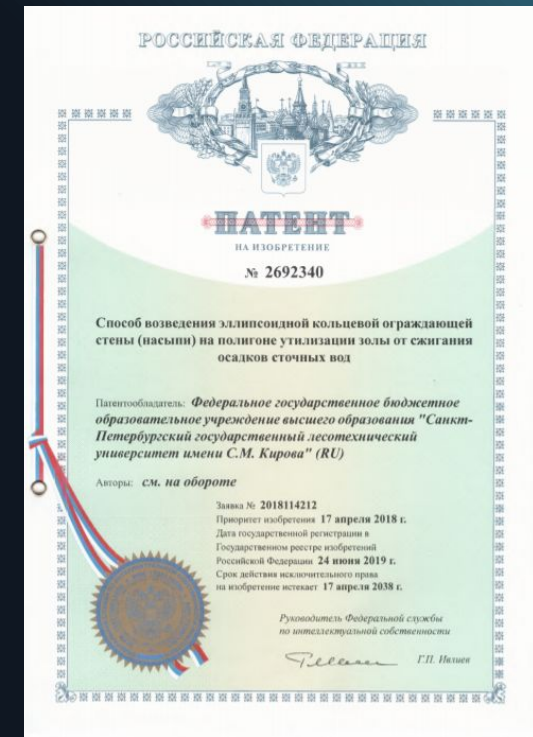 РОССИЙСКАЯ ФЕДЕРАЦИЯ
ПАТЕНТ
НА ИЗОБРЕТЕНИЕ
№ 2692340
Способ возведения эллипсоидной кольцевой ограждающей
стены (насыпи) на полигоне утилизации золы от сжигания
осадков сточных вод
Патентообладатель: Федеральное государственное бюджетное
образовательное учреждение высшего образования "Санкт-
Петербургский государственный лесотехнический
университет имени С.М. Кирова" (RU)
Авторы: см. на обороте
Заявка № 2018114212
Приоритет изобретения 17 апреля 2018 г.
Дата государственной регистрации в
Государственном реестре изобретений
Российской Федерации 24 июня 2019 г.
Срок действия исключительного права
на изобретение истекает 17 апреля 2038 г.
Руководитель Федеральной службы
по интеллектуальной собственности
Г.П. Ивлиев